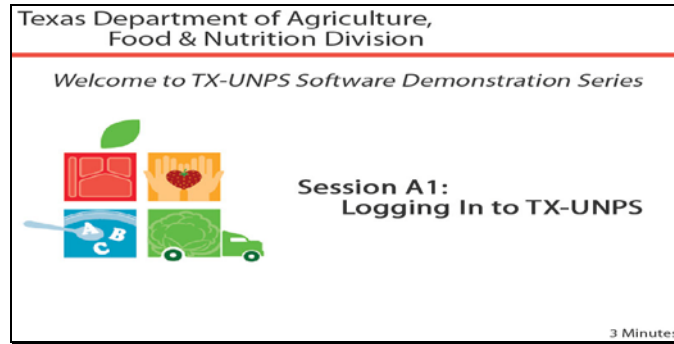 Texas Department of Agriculture,
Food & Nutrition Division
Welcome to TX-UNPS Software Demonstration Series
Session A1:
Logging In to TX-UNPS
A
B
C
3 Minutes